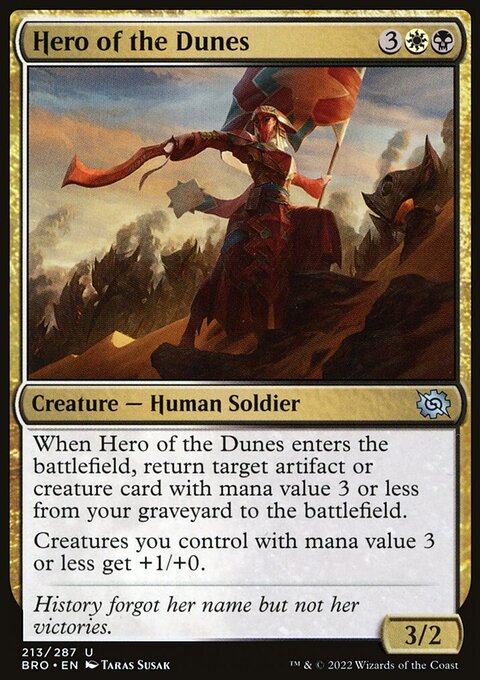 Hero of the Dunes 3
Creature — Human Soldier
When Hero of the Dunes enters the
battlefield, return target artifact or
creature card with mana value 3 or less
from your graveyard to the battlefield.
Creatures you control with mana value 3
or less get +1/+0.
History forgot her name but not her
victories.
3/2
213/287 U
BRO • EN Taras Susak
™ & © 2022 Wizards of the Coast